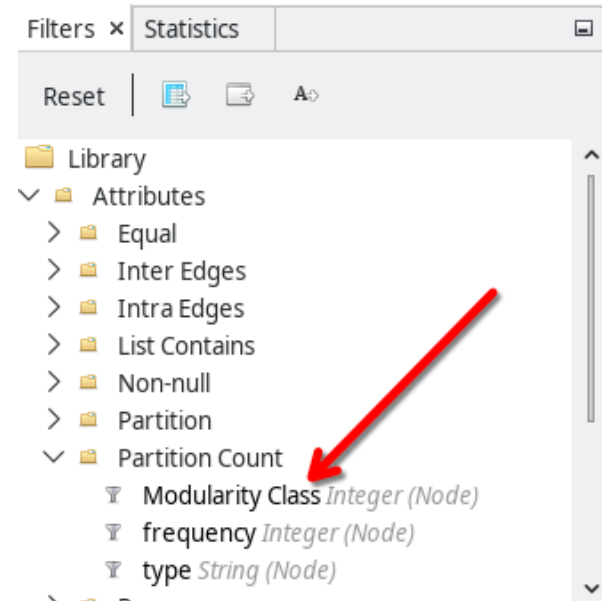 Filters × Statistics
Reset A
Library
Attributes
Equal
Inter Edges
Intra Edges
List Contains
Non-null
Partition
Partition Count
Modularity Class Integer (Node)
frequency Integer (Node)
type String (Node)